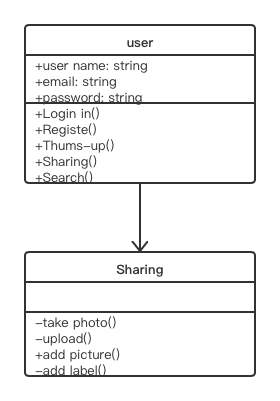 user
+user name: string
+email: string
+password: string
+Login in()
+Registe()
+Thums-up()
+Sharing()
+Search()
Sharing
-take photo()
-upload()
+add picture()
-add label()